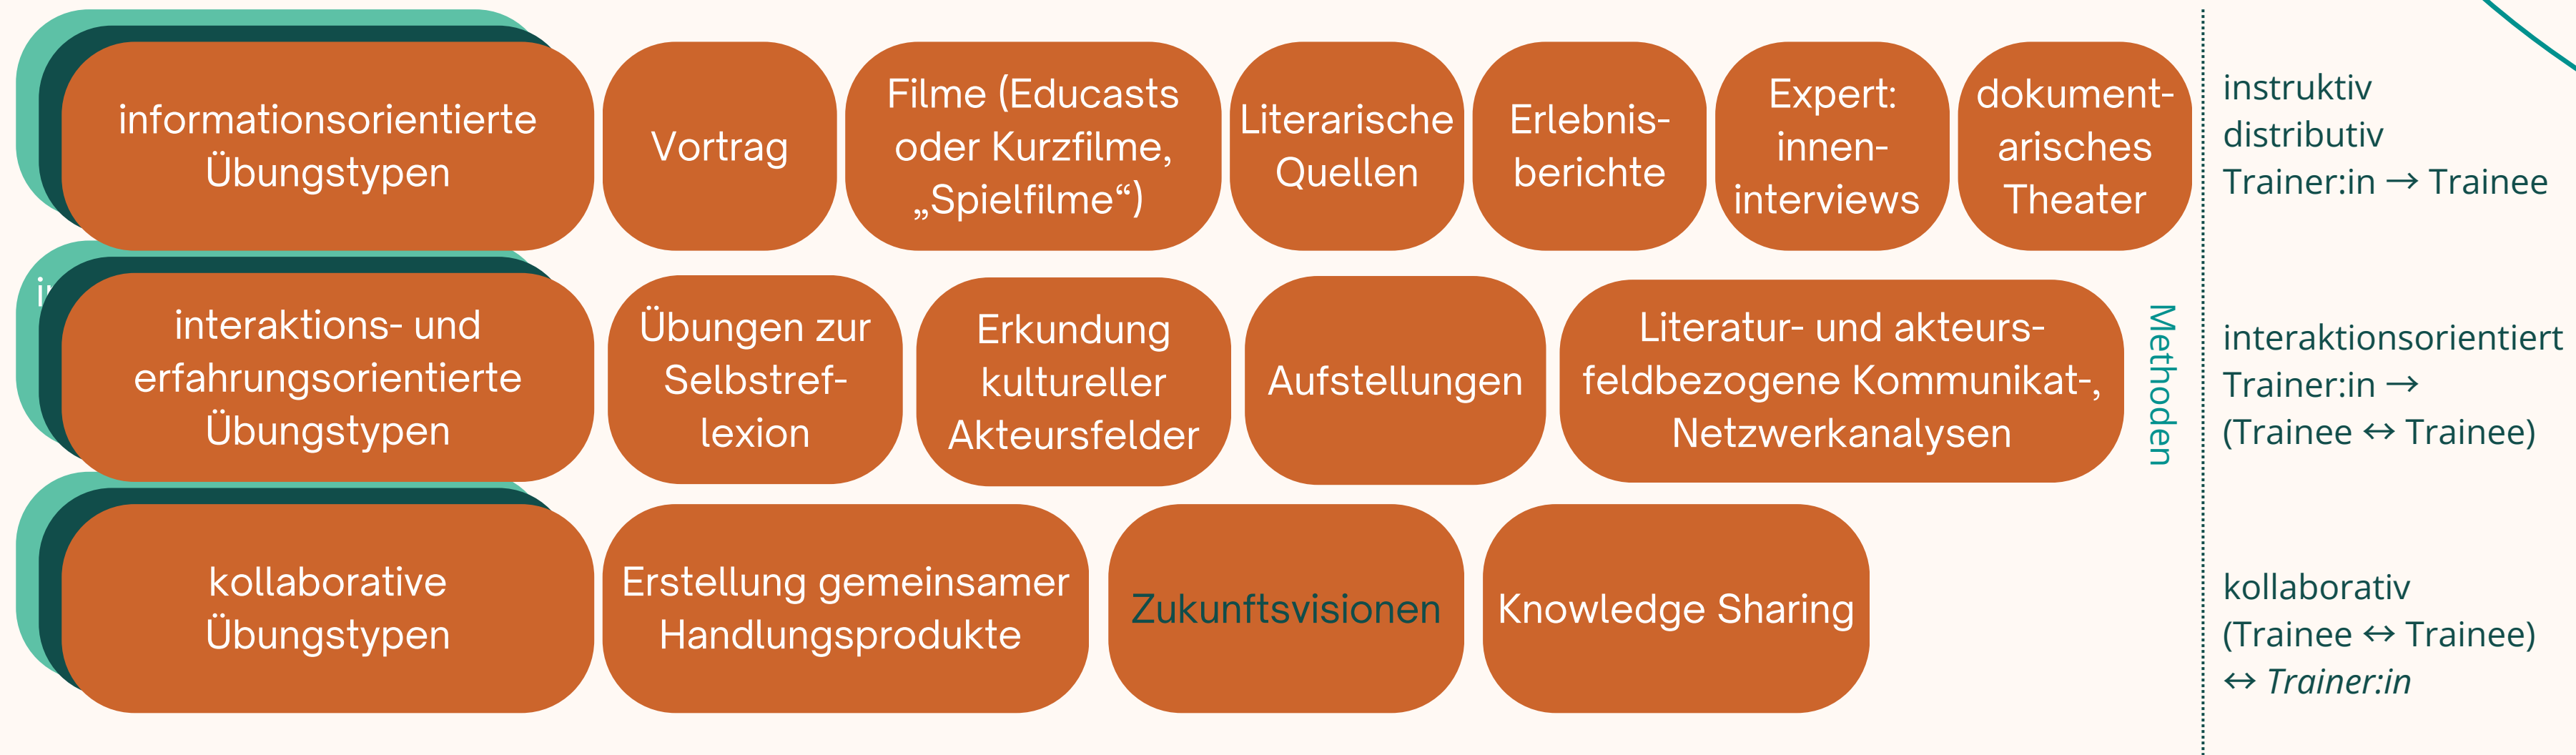 informationsorientierte
Übungstypen
Vortrag
Filme (Educasts
oder Kurzfilme,
„Spielfilme“)
Literarische
Quellen
Erlebnis-
berichte
Expert:
innen-
interviews
dokument-
arisches
Theater
instruktiv
distributiv
Trainer:in → Trainee
interaktions- und
erfahrungsorientierte
Übungstypen
Übungen zur
Selbstref-
lexion
Erkundung
kultureller
Akteursfelder
Aufstellungen
Literatur- und akteurs-
feldbezogene Kommunikat-,
Netzwerkanalysen
Methoden
interaktionsorientiert
Trainer:in →
(Trainee ↔ Trainee)
kollaborative
Übungstypen
Erstellung gemeinsamer
Handlungsprodukte
Zukunftsvisionen
Knowledge Sharing
kollaborativ
(Trainee ↔ Trainee)
↔ Trainer:in